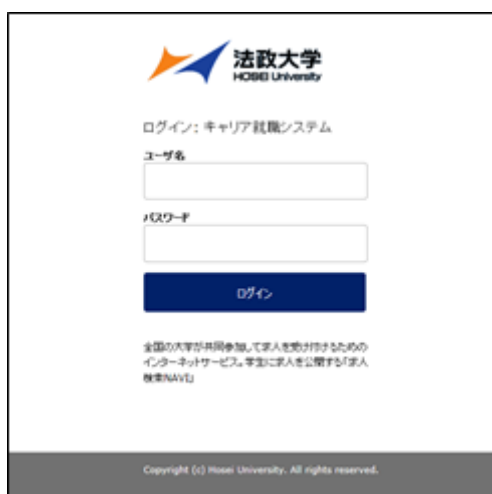 法政大学
HOSEI University
ログイン: キャリア就職システム
ユーザ名
パスワード
ログイン
全国の大学が共同参加して求人を受け付けるための
インターネットサービス。学生に求人を公開する「求人
検索NAVI」
Copyright (c) Hosei University. All rights reserved.